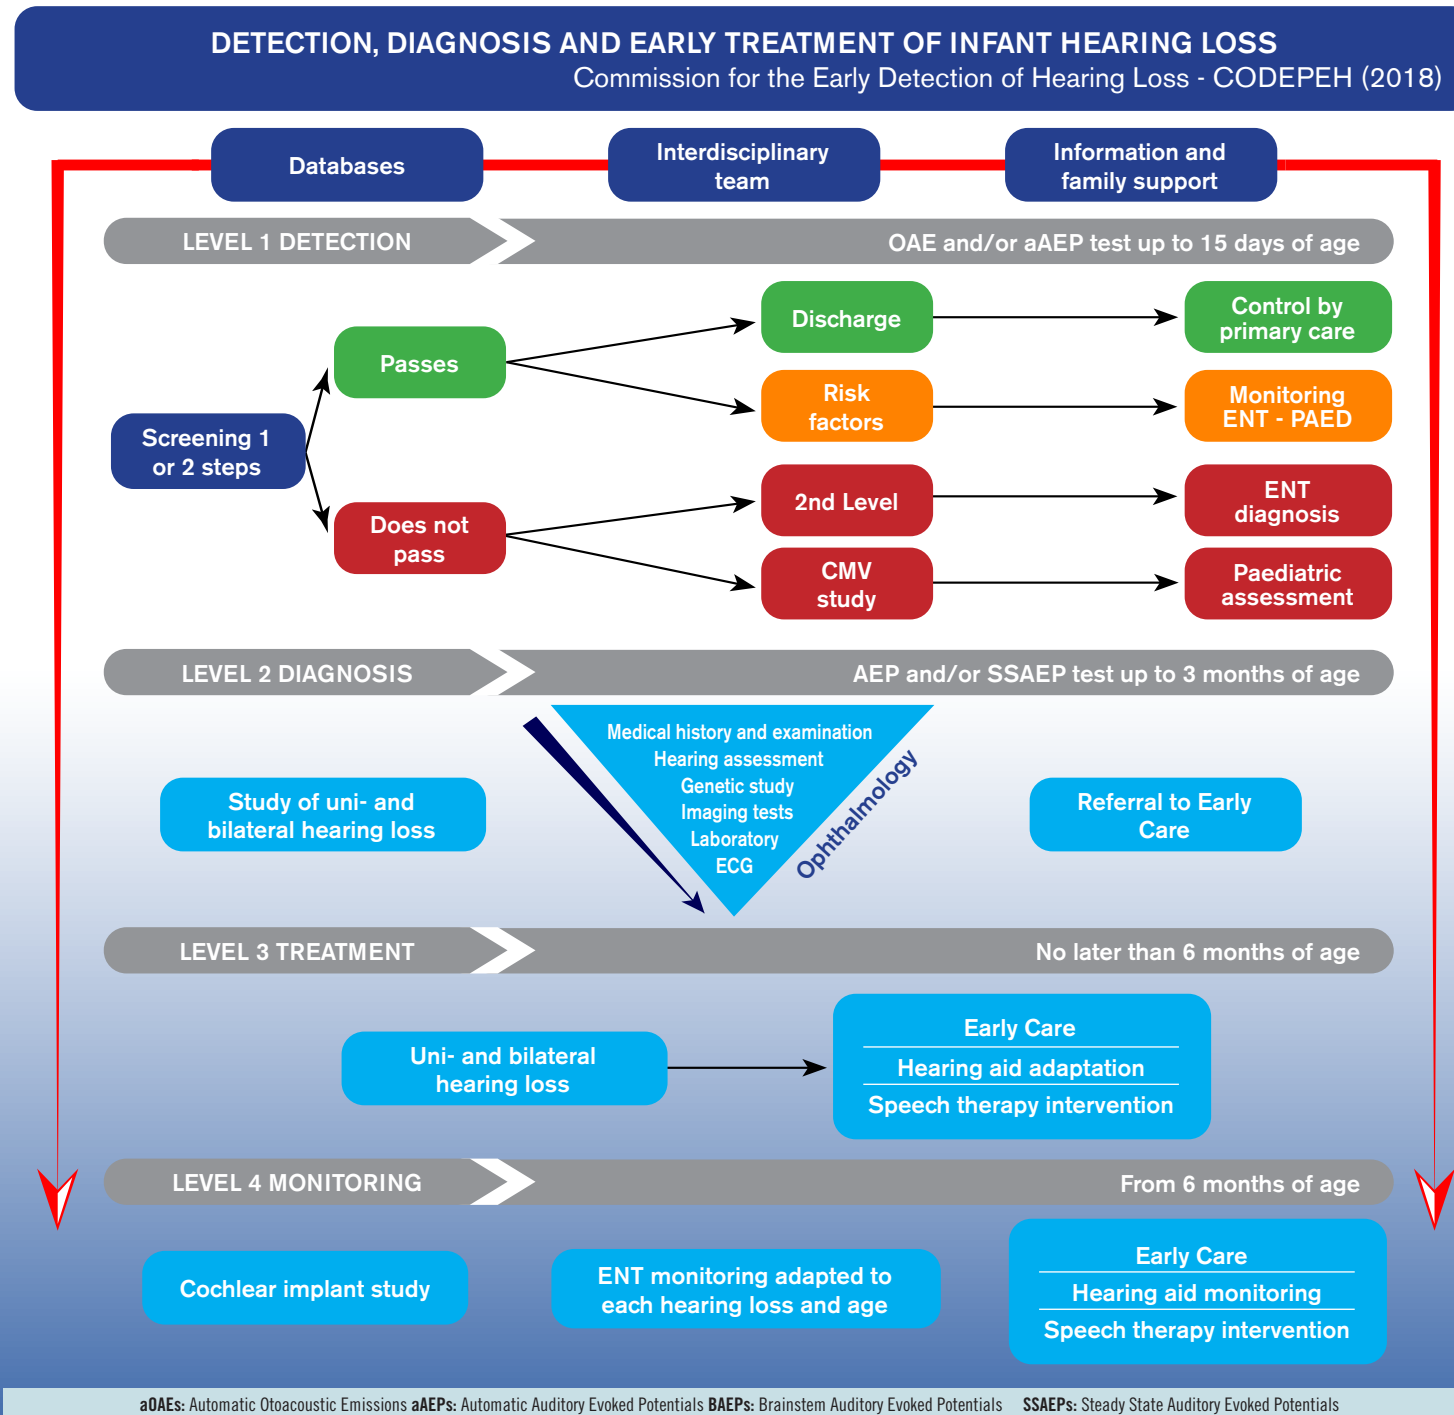 DETECTION, DIAGNOSIS AND EARLY TREATMENT OF INFANT HEARING LOSS
Commission for the Early Detection of Hearing Loss - CODEPEH (2018)
Databases
Interdisciplinary
team
Information and
family support
LEVEL 1 DETECTION
OAE and/or aAEP test up to 15 days of age
Screening 1
or 2 steps
Passes
Discharge
Control by
primary care
Risk
factors
Monitoring
ENT - PAED
Does not
pass
2nd Level
ENT
diagnosis
CMV
study
Paediatric
assessment
LEVEL 2 DIAGNOSIS
AEP and/or SSAEP test up to 3 months of age
Study of uni- and
bilateral hearing loss
Medical history and examination
Hearing assessment
Genetic study
Imaging tests
Laboratory
ECG
Ophthalmology
Referral to Early
Care
LEVEL 3 TREATMENT
No later than 6 months of age
Uni- and bilateral
hearing loss
Early Care
Hearing aid adaptation
Speech therapy intervention
LEVEL 4 MONITORING
From 6 months of age
Cochlear implant study
ENT monitoring adapted to
each hearing loss and age
Early Care
Hearing aid monitoring
Speech therapy intervention
aOAEs: Automatic Otoacoustic Emissions aAEPs: Automatic Auditory Evoked Potentials BAEPs: Brainstem Auditory Evoked Potentials SSAEPs: Steady State Auditory Evoked Potentials